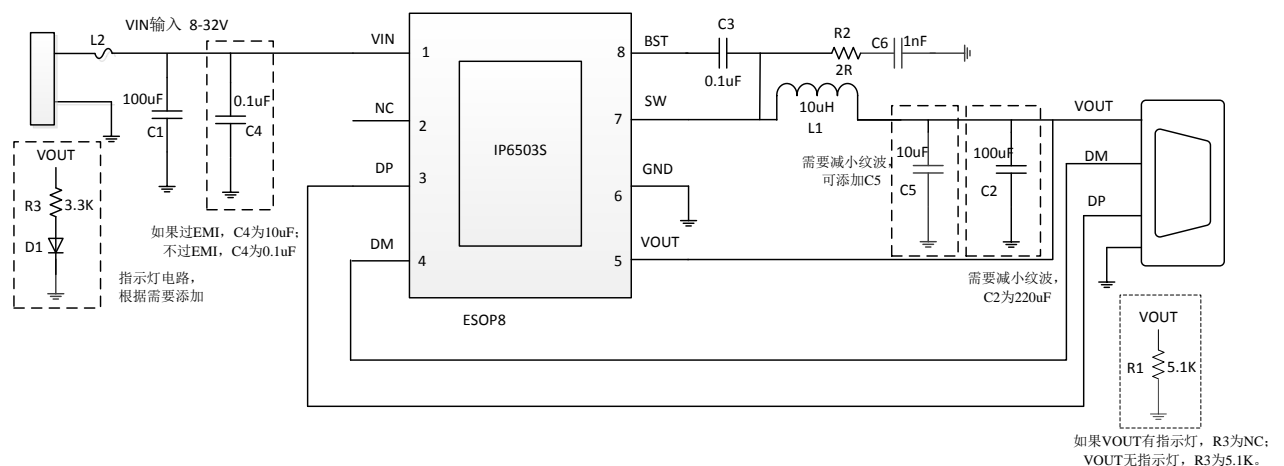 VIN输入 8-32V
L2
100uF
C1
0.1uF
C4
VOUT
R3
3.3K
D1
指示灯电路，
根据需要添加
如果过EMI，C4为10uF；
不过EMI，C4为0.1uF
VIN
1
NC
2
DP
3
DM
4
IP6503S
ESOP8
8
BST
7
SW
6
GND
5
VOUT
C3
0.1uF
R2
2R
C6
1nF
10uH
L1
需要减小纹波，
可添加C5
10uF
C5
100uF
C2
需要减小纹波，
C2为220uF
VOUT
DM
DP
VOUT
R1
5.1K
如果VOUT有指示灯，R3为NC；
VOUT无指示灯，R3为5.1K。